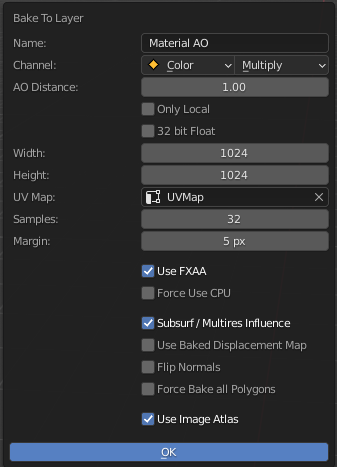 Bake To Layer
Name: Material AO
Channel: Color Multiply
AO Distance: 1.00
Only Local
32 bit Float
Width: 1024
Height: 1024
UV Map: UVMap
Samples: 32
Margin: 5 px
Use FXAA
Force Use CPU
Subsurf / Multires Influence
Use Baked Displacement Map
Flip Normals
Force Bake all Polygons
Use Image Atlas
OK